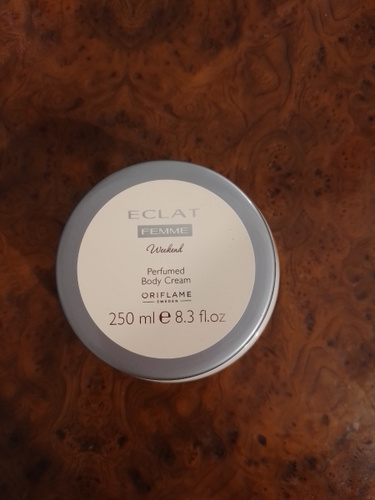 ECLAT
FEMME
Weekend
Perfumed
Body Cream
ORIFLAME
SWEDEN
250 ml ℮ 8.3 fl.oz